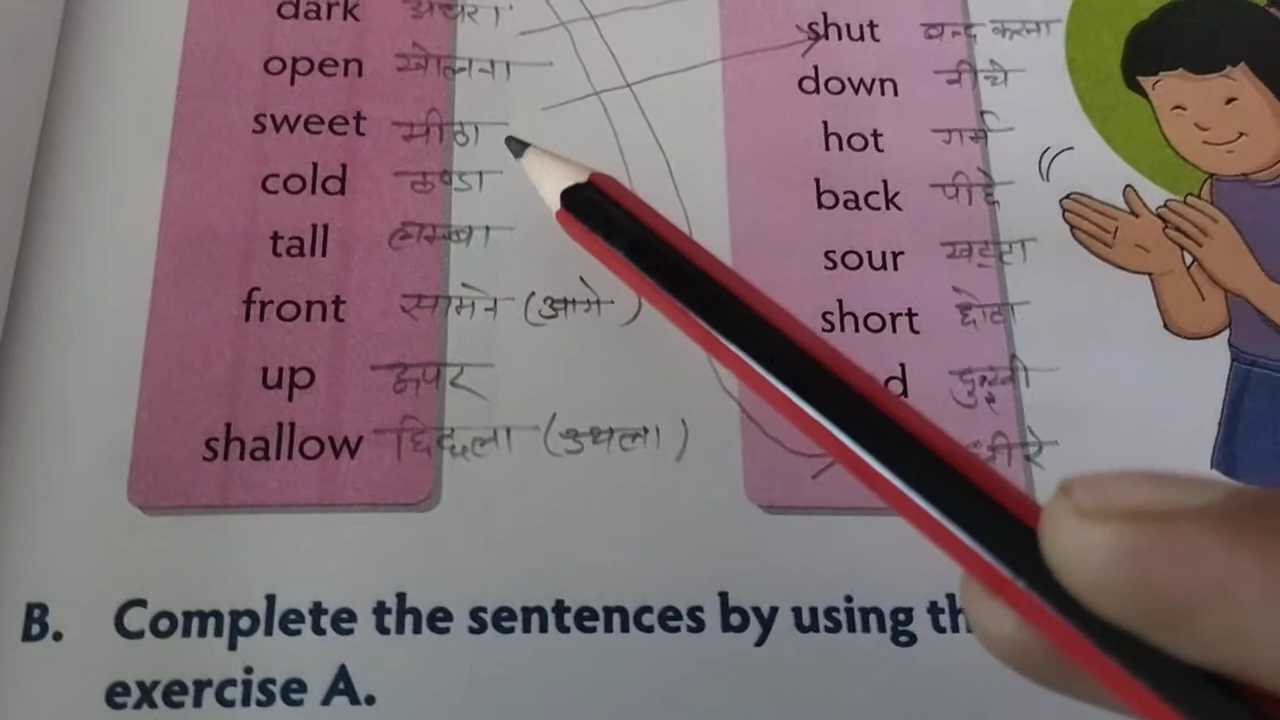 dark अंधेरा
open खोलना
sweet मीठा
cold ठण्डा
tall लम्बा
front सामने (आगे)
up ऊपर
shallow छिछला (उथला)
shut बन्द करना
down नीचे
hot गर्म
back पीछे
sour खट्टा
short छोटा
B. Complete the sentences by using
exercise A.